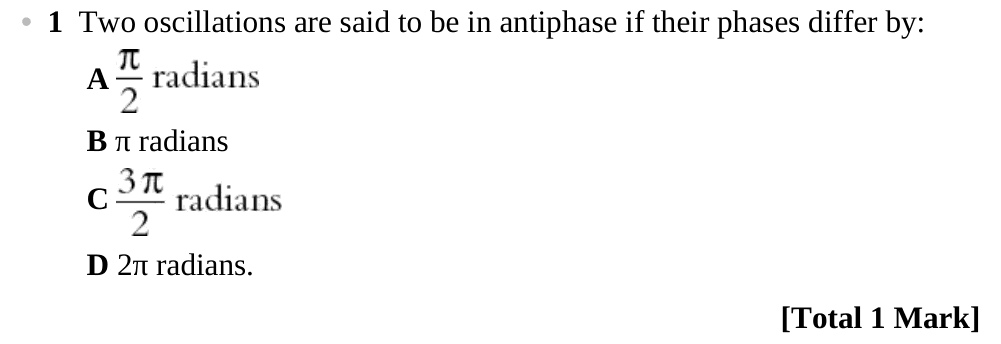 • 1 Two oscillations are said to be in antiphase if their phases differ by:
A π/2 radians
B π radians
C 3π/2 radians
D 2π radians.
[Total 1 Mark]